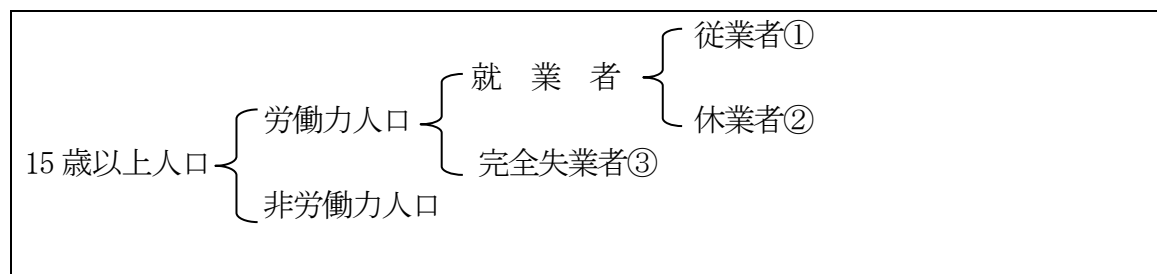 従業者①
就　業　者
労働力人口
休業者②
15 歳以上人口
完全失業者③
非労働力人口